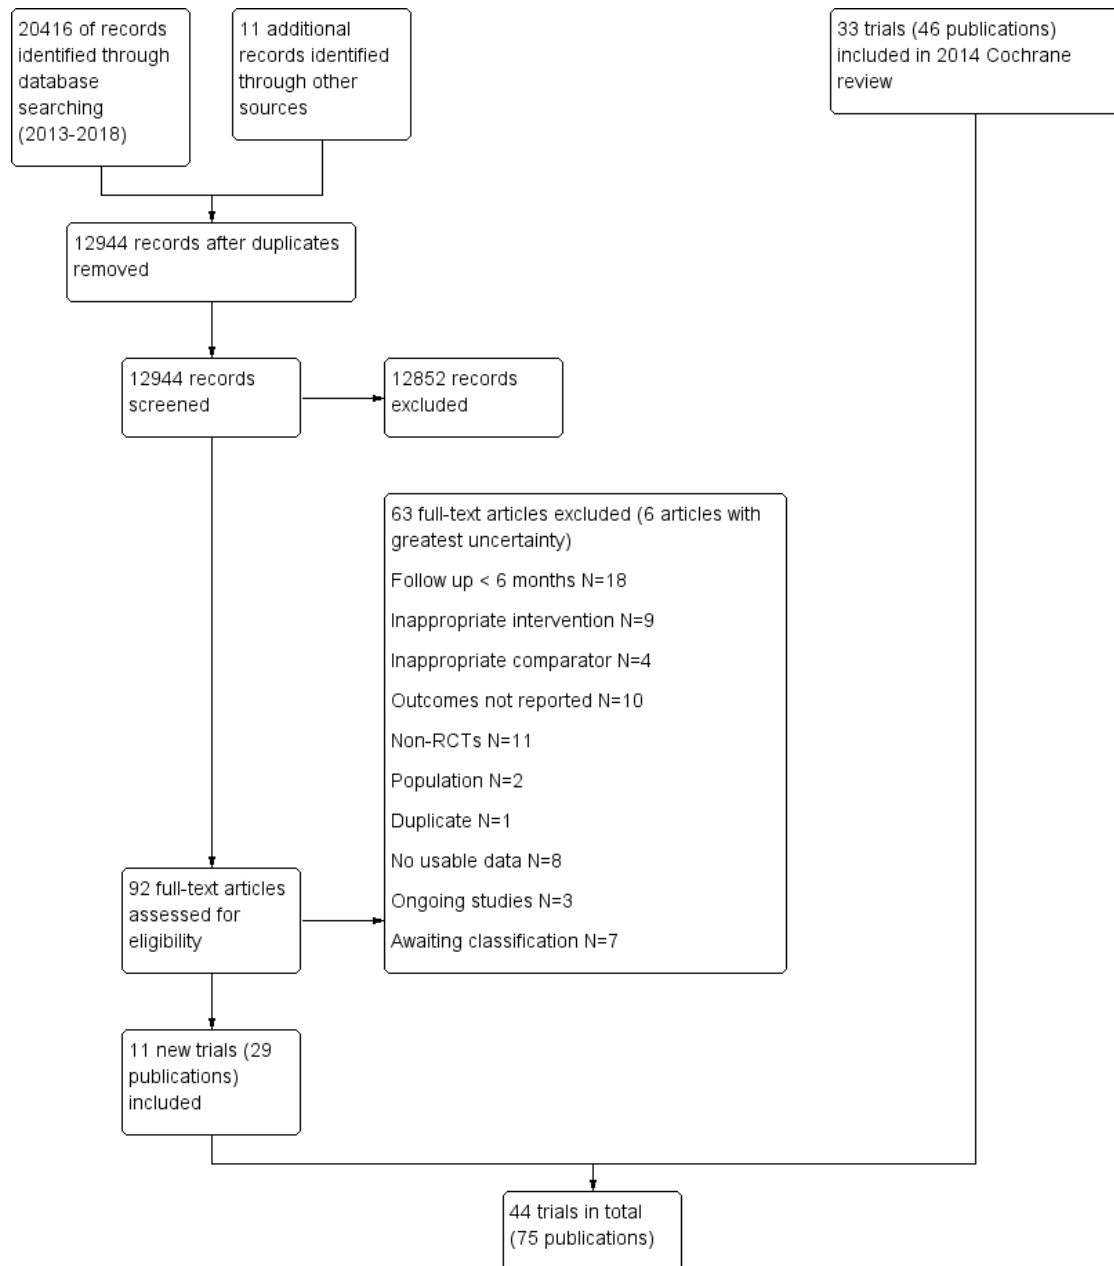 20416 of records
identified through
database
searching
(2013-2018)
11 additional
records identified
through other
sources
33 trials (46 publications)
included in 2014 Cochrane
review
12944 records after duplicates
removed
12944 records
screened
12852 records
excluded
63 full-text articles excluded (6 articles with
greatest uncertainty)
Follow up < 6 months N=18
Inappropriate intervention N=9
Inappropriate comparator N=4
Outcomes not reported N=10
Non-RCTs N=11
Population N=2
Duplicate N=1
No usable data N=8
Ongoing studies N=3
Awaiting classification N=7
92 full-text articles
assessed for
eligibility
11 new trials (29
publications)
included
44 trials in total
(75 publications)